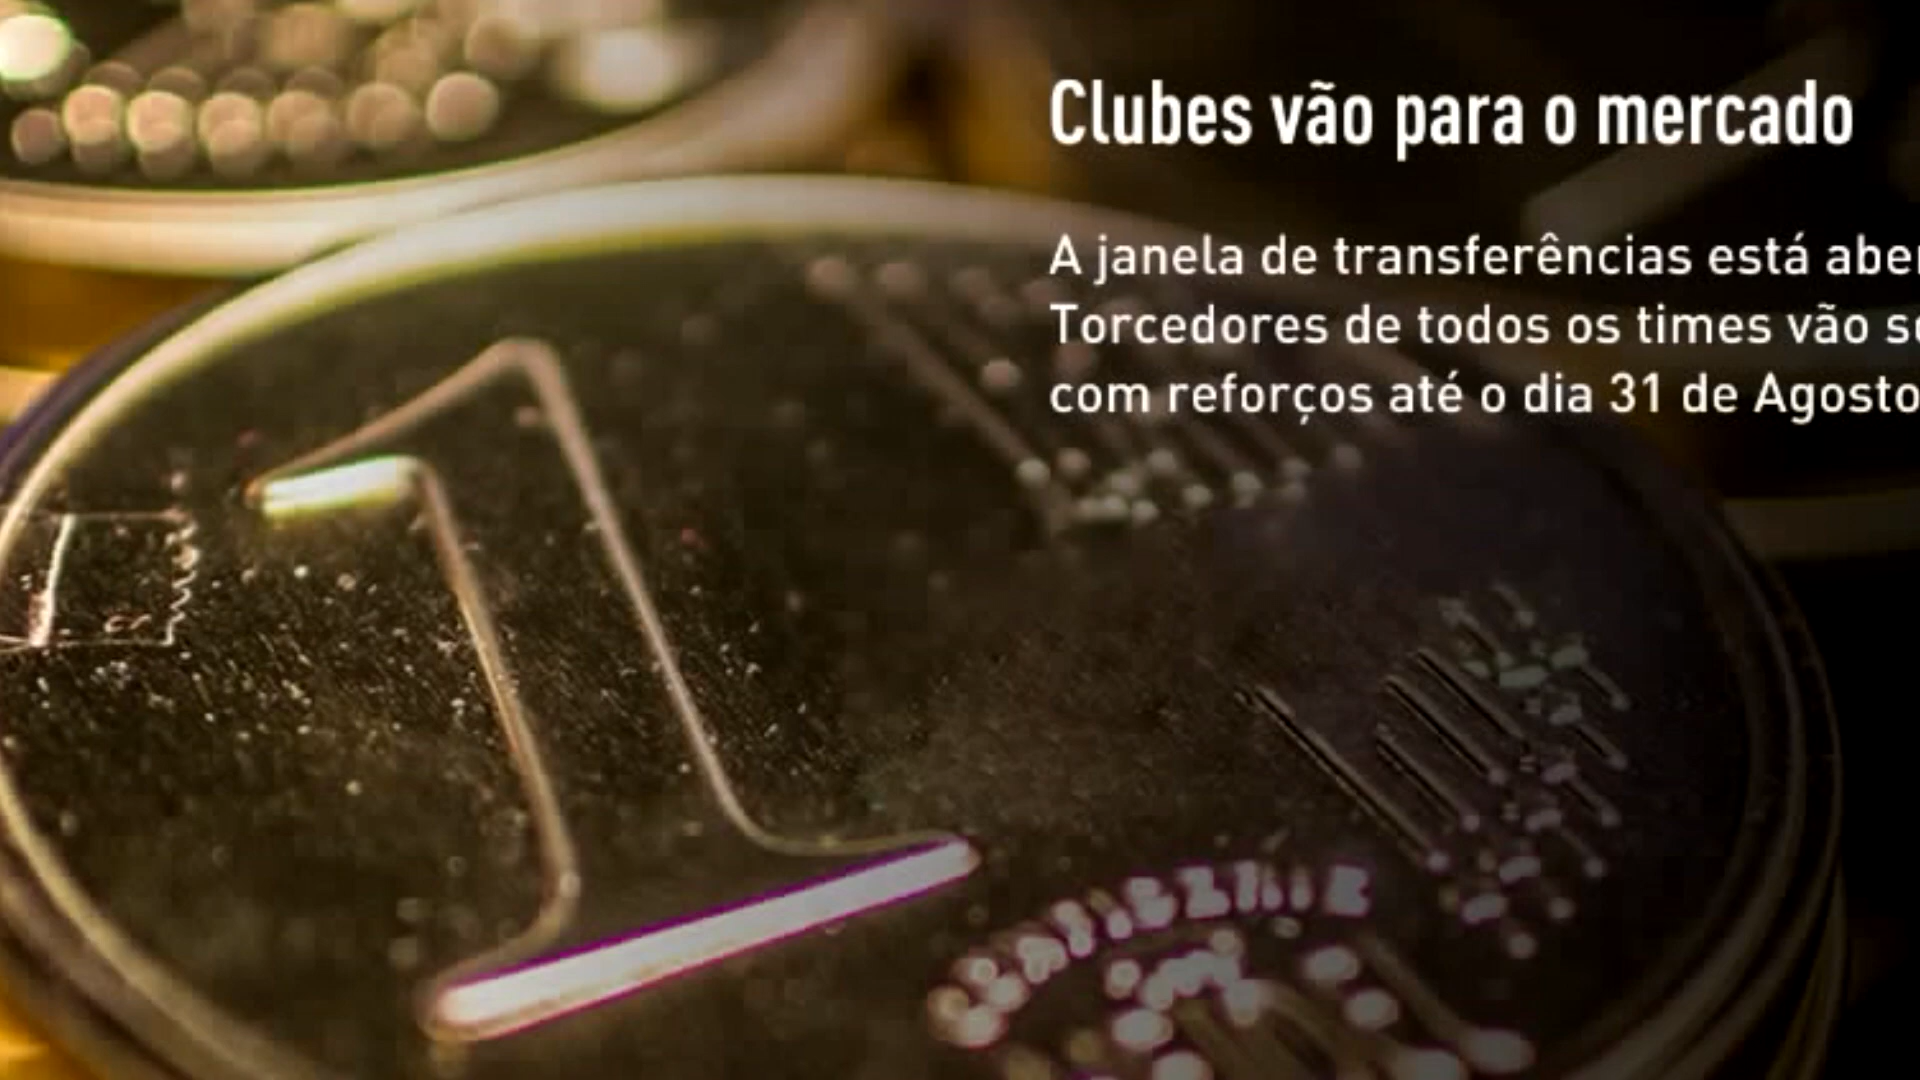 Clubes vão para o mercado
A janela de transferências está
Torcedores de todos os times vão
com reforços até o dia 31 de Agosto
1